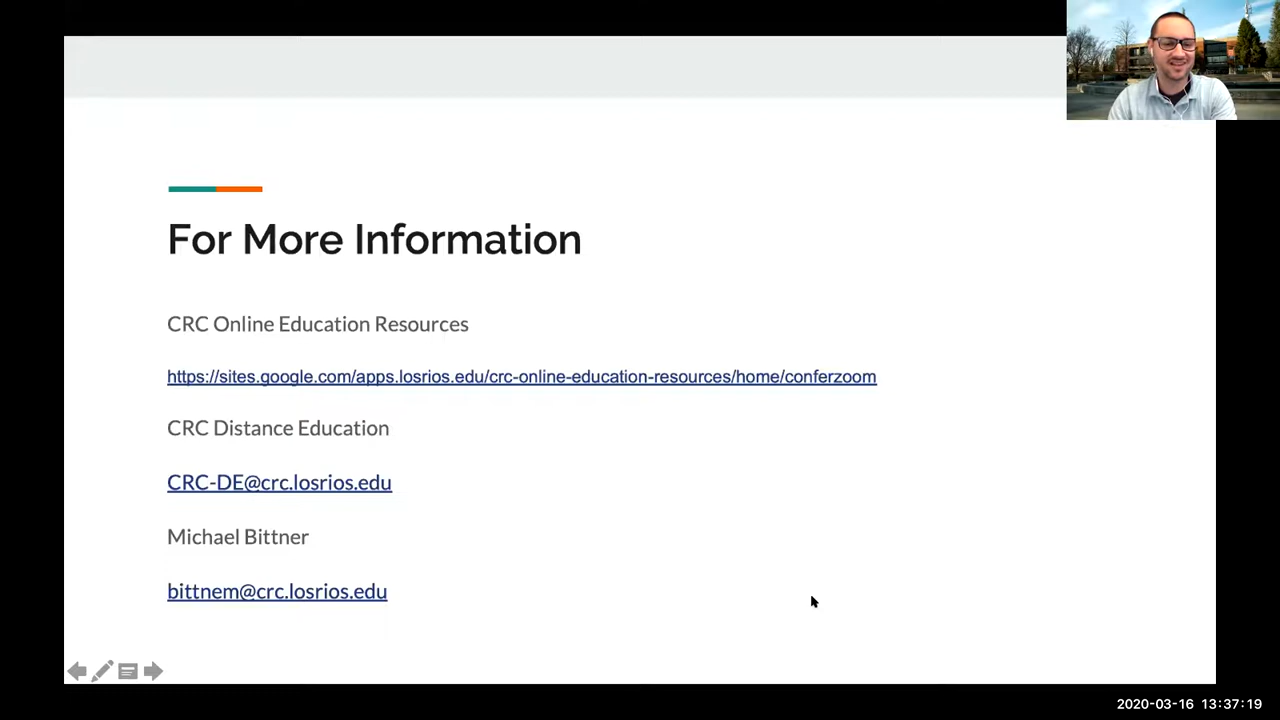 For More Information
CRC Online Education Resources
https://sites.google.com/apps.losrios.edu/crc-online-education-resources/home/conferzoom
CRC Distance Education
CRC-DE@crc.losrios.edu
Michael Bittner
bittnem@crc.losrios.edu
2020-03-16 13:37:19